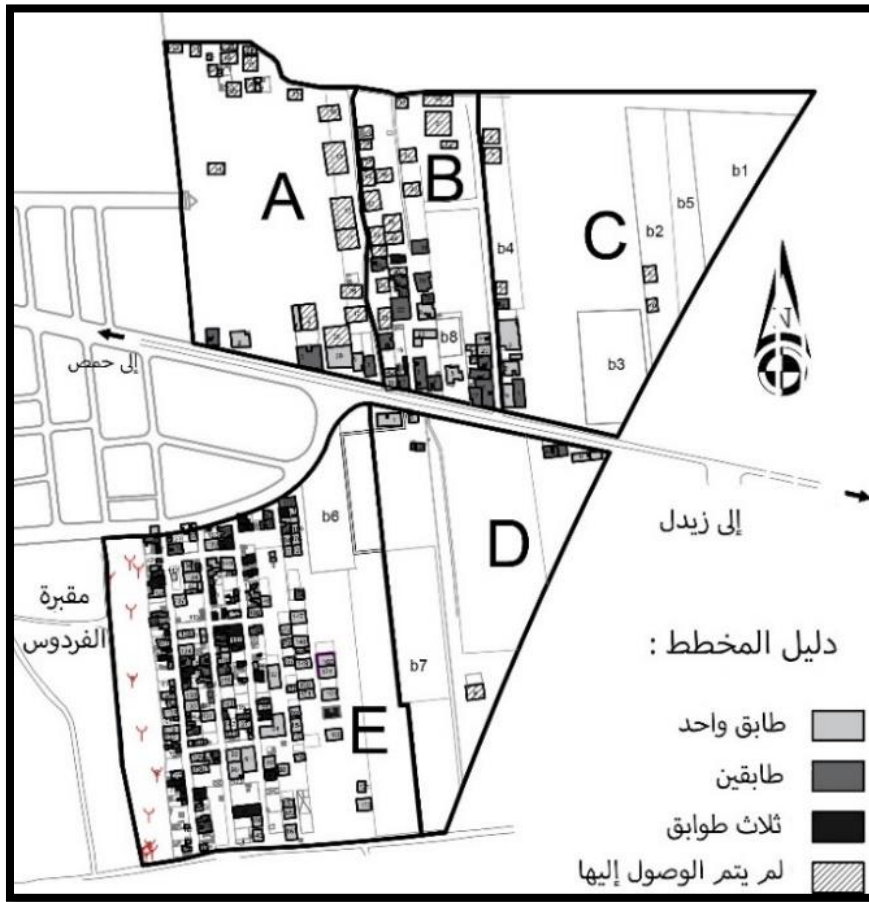 A
B
C
b1
b5
b2
b4
b8
b3
N
إلى حمص
إلى زيدل
D
b6
b7
E
مقبرة
الفردوس
دليل المخطط :
طابق واحد
طابقين
ثلاث طوابق
لم يتم الوصول إليها